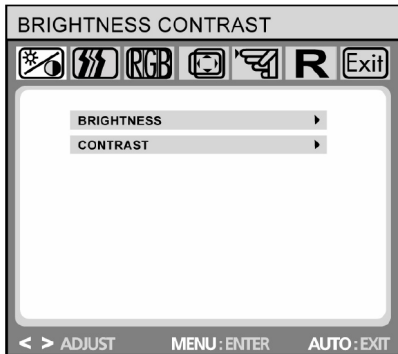 BRIGHTNESS CONTRAST
RGB R Exit
BRIGHTNESS
CONTRAST
< > ADJUST MENU : ENTER AUTO : EXIT